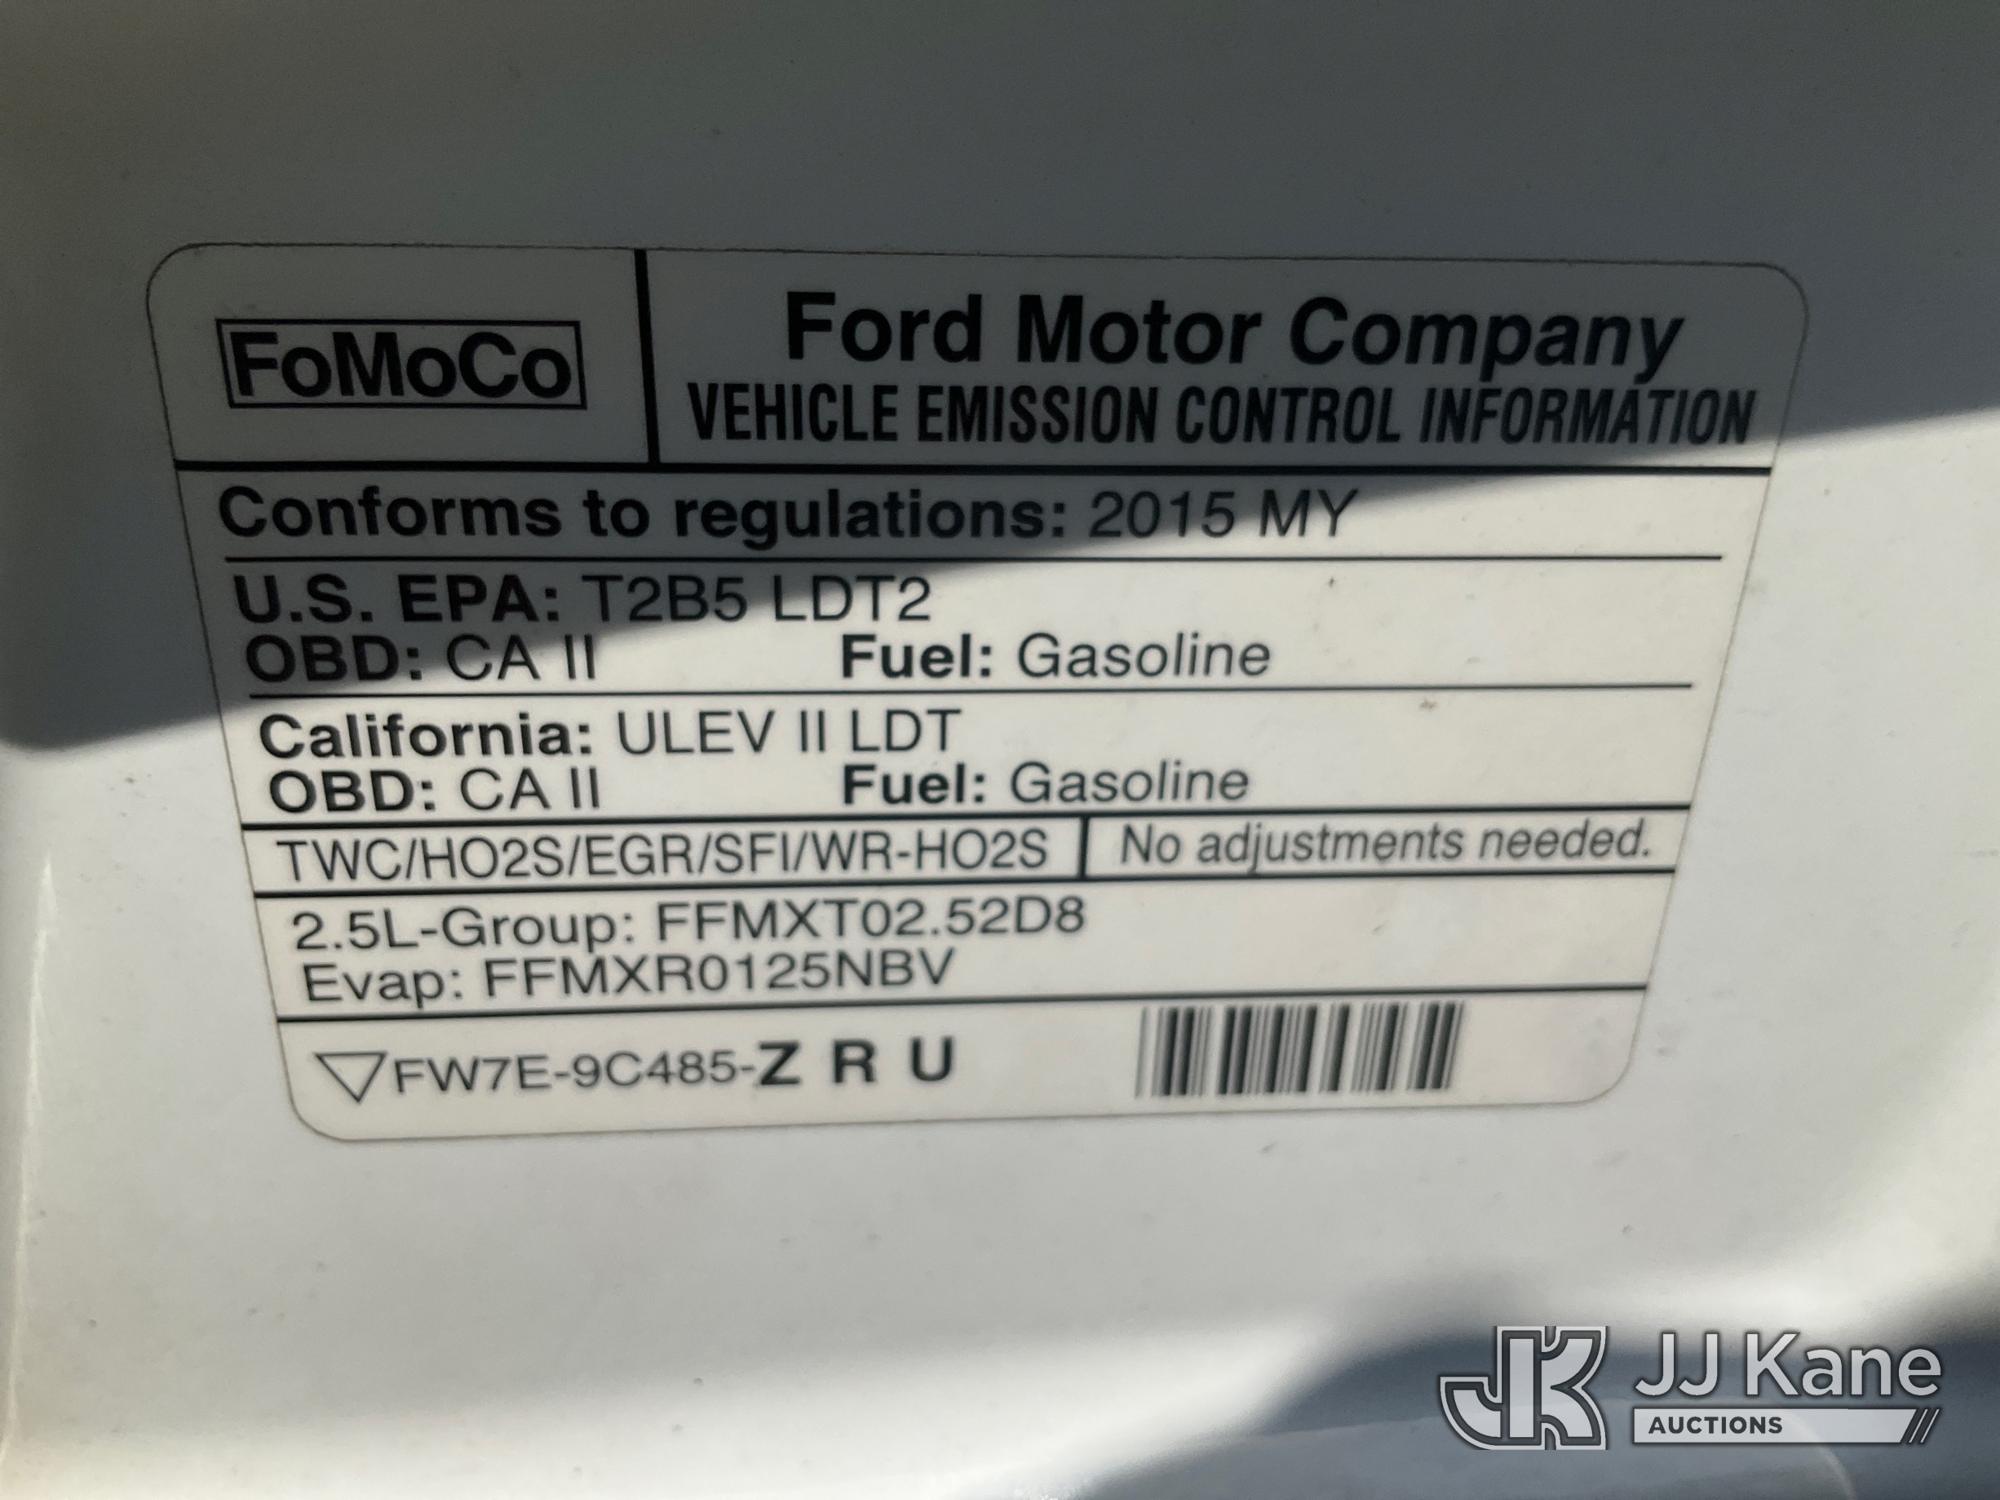 FoMoCo
Ford Motor Company
VEHICLE EMISSION CONTROL INFORMATION
Conforms to regulations: 2015 MY
U.S. EPA: T2B5 LDT2
OBD: CA II Fuel: Gasoline
California: ULEV II LDT
OBD: CA II Fuel: Gasoline
TWC/HO2S/EGR/SFI/WR-HO2S No adjustments needed.
2.5L-Group: FFMXT02.52D8
Evap: FFMXR0125NBV
FW7E-9C485-Z R U
JK JJ Kane
AUCTIONS